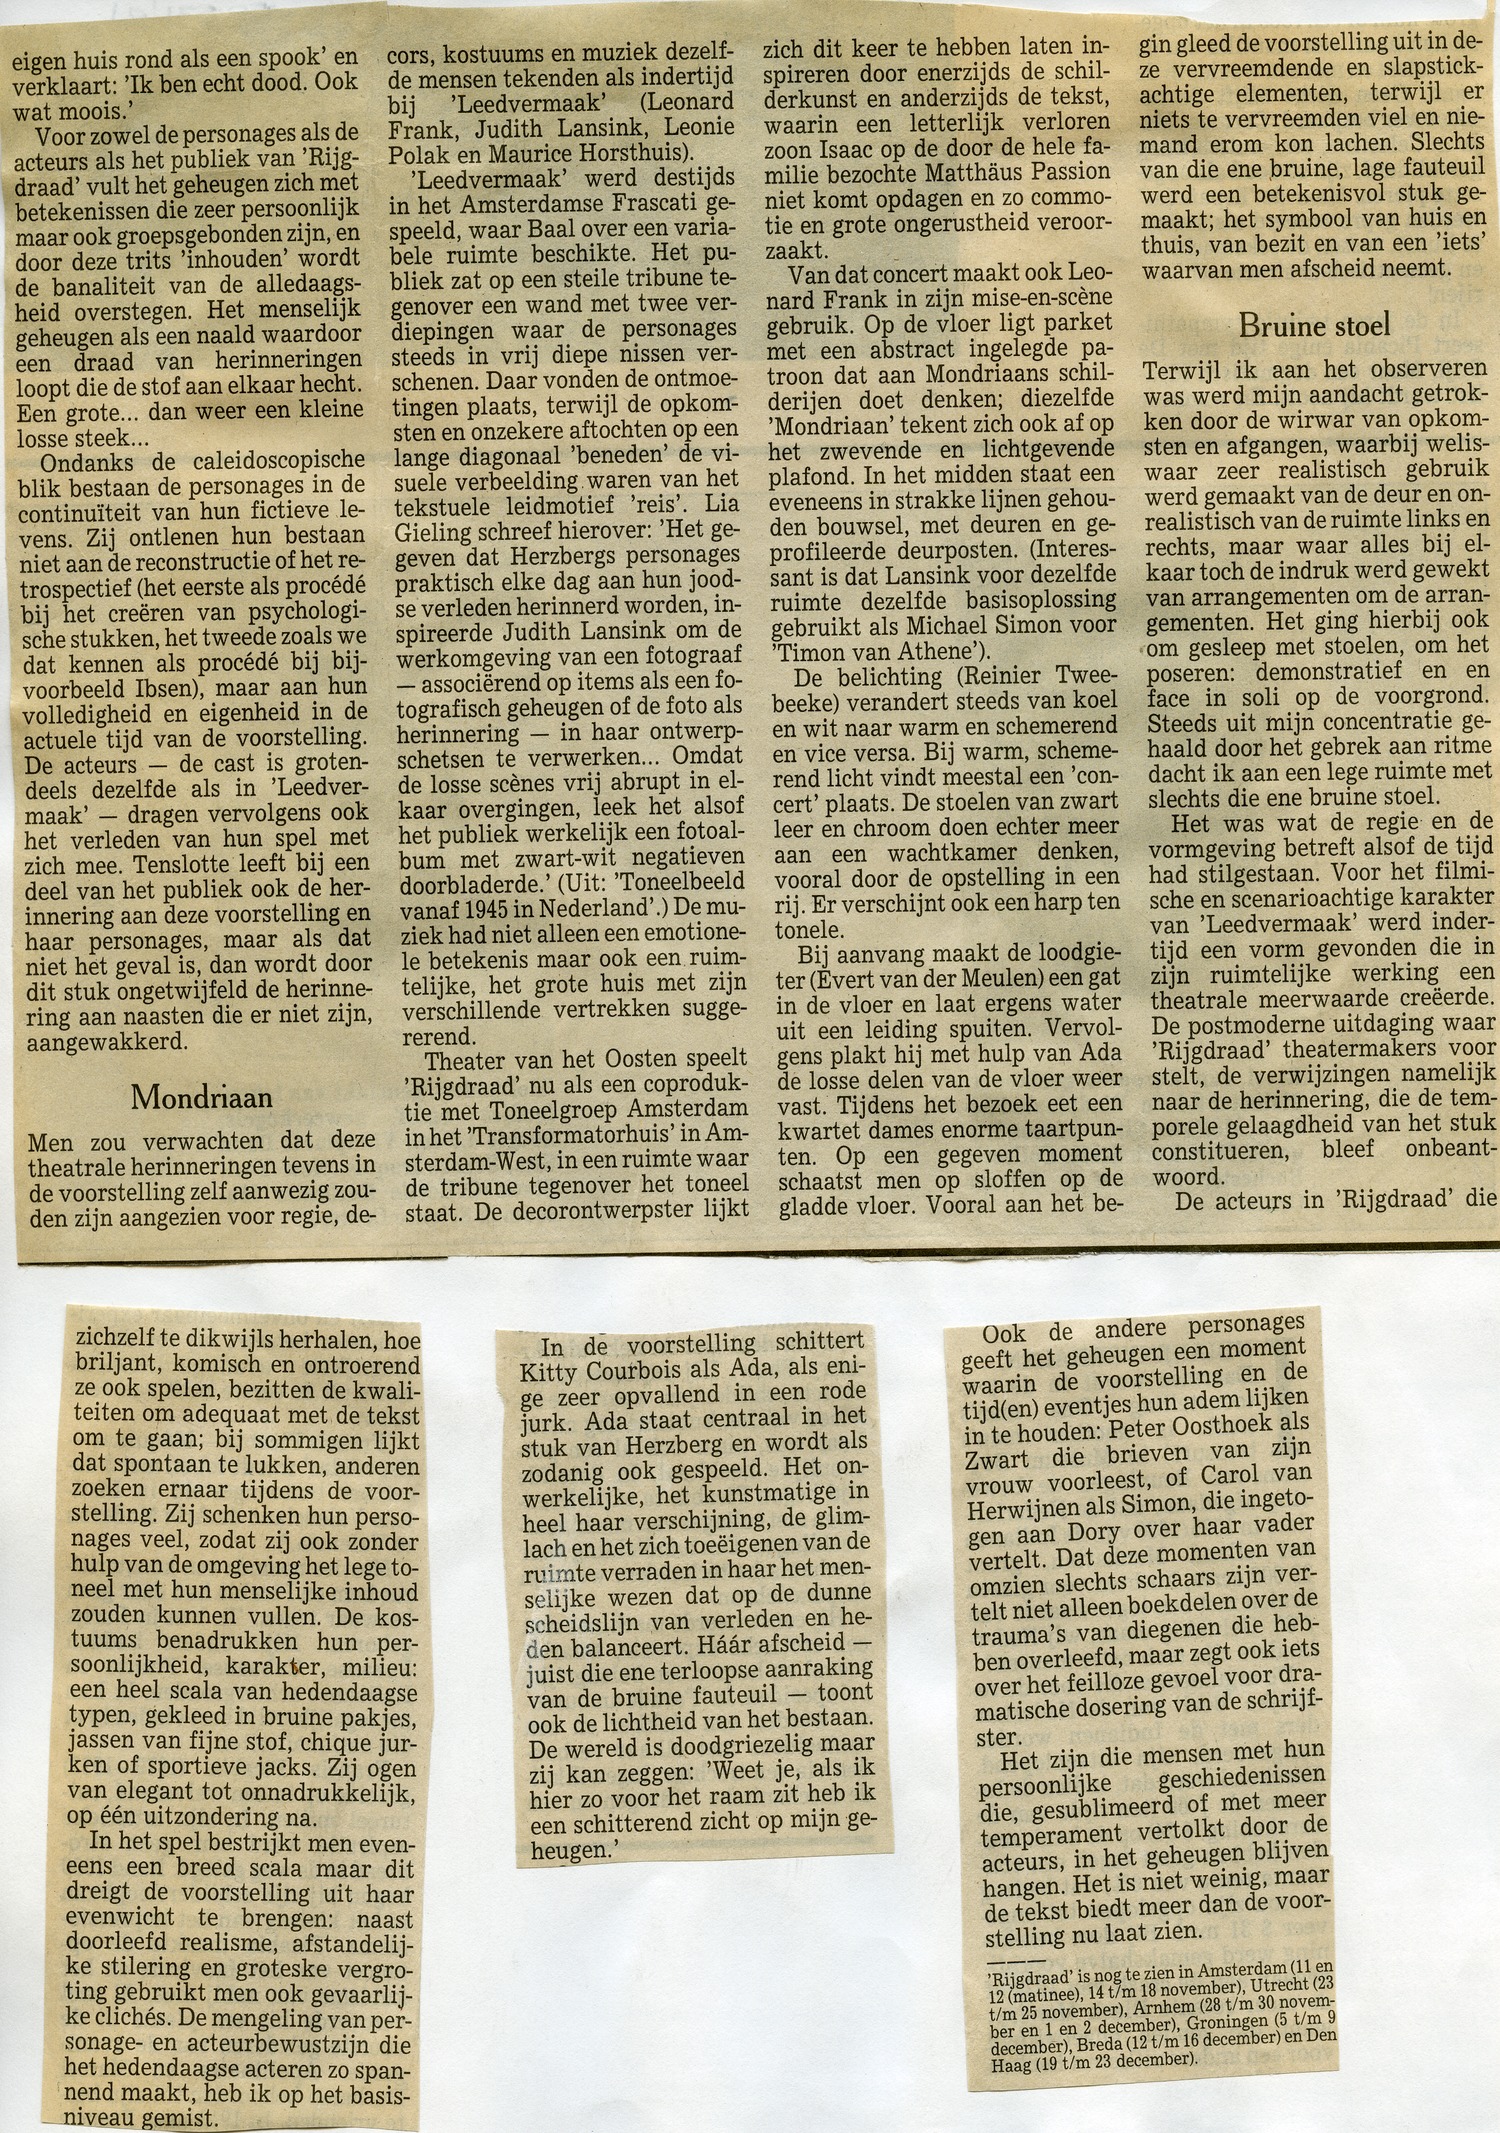 eigen huis rond als een spook’ en
verklaart: ’Ik ben echt dood. Ook
wat moois.’
Voor zowel de personages als de
acteurs als het publiek van ’Rijg-
draad’ vult het geheugen zich met
betekenissen die zeer persoonlijk
maar ook groepsgebonden zijn, en
door deze trits ’inhouden’ wordt
de banaliteit van de alledaags-
heid overstegen. Het menselijk
geheugen als een naald waardoor
een draad van herinneringen
loopt die de stof aan elkaar hecht.
Een grote... dan weer een kleine
losse steek...
Ondanks de caleidoscopische
blik bestaan de personages in de
continuïteit van hun fictieve le-
vens. Zij ontlenen hun bestaan
niet aan de reconstructie of het re-
trospectief (het eerste als procédé
bij het creëren van psychologi-
sche stukken, het tweede zoals we
dat kennen als procédé bij bij-
voorbeeld Ibsen), maar aan hun
volledigheid en eigenheid in de
actuele tijd van de voorstelling.
De acteurs — de cast is groten-
deels dezelfde als in ’Leedver-
maak’ — dragen vervolgens ook
het verleden van hun spel met
zich mee. Tenslotte leeft bij een
deel van het publiek ook de her-
innering aan deze voorstelling en
haar personages, maar als dat
niet het geval is, dan wordt door
dit stuk ongetwijfeld de herinne-
ring aan naasten die er niet zijn,
aangewakkerd.
Mondriaan
Men zou verwachten dat deze
theatrale herinneringen tevens in
de voorstelling zelf aanwezig zou-
den zijn aangezien voor regie, de-
cors, kostuums en muziek dezelf-
de mensen tekenden als indertijd
bij ’Leedvermaak’ (Leonard
Frank, Judith Lansink, Leonie
Polak en Maurice Horsthuis).
’Leedvermaak’ werd destijds
in het Amsterdamse Frascati ge-
speeld, waar Baal over een varia-
bele ruimte beschikte. Het pu-
bliek zat op een steile tribune te-
genover een wand met twee ver-
diepingen waar de personages
steeds in vrij diepe nissen ver-
schenen. Daar vonden de ontmoe-
tingen plaats, terwijl de opkom-
sten en onzekere aftochten op een
lange diagonaal ’beneden’ de vi-
suele verbeelding waren van het
tekstuele leidmotief ’reis’. Lia
Gieling schreef hierover: ’Het ge-
geven dat Herzbergs personages
praktisch elke dag aan hun jood-
se verleden herinnerd worden, in-
spireerde Judith Lansink om de
werkomgeving van een fotograaf
— associërend op items als een fo-
tografisch geheugen of de foto als
herinnering — in haar ontwerp-
schetsen te verwerken... Omdat
de losse scènes vrij abrupt in el-
kaar overgingen, leek het alsof
het publiek werkelijk een fotoal-
bum met zwart-wit negatieven
doorbladerde.’ (Uit: ’Toneelbeeld
vanaf 1945 in Nederland’.) De mu-
ziek had niet alleen een emotione-
le betekenis maar ook een ruim-
telijke, het grote huis met zijn
verschillende vertrekken sugge-
rerend.
Theater van het Oosten speelt
’Rijgdraad’ nu als een coproduk-
tie met Toneelgroep Amsterdam
in het ’Transformatorhuis’ in Am-
sterdam-West, in een ruimte waar
de tribune tegenover het toneel
staat. De decorontwerpster lijkt
zich dit keer te hebben laten in-
spireren door enerzijds de schil-
derkunst en anderzijds de tekst,
waarin een letterlijk verloren
zoon Isaac op de door de hele fa-
milie bezochte Matthäus Passion
niet komt opdagen en zo commo-
tie en grote ongerustheid veroor-
zaakt.
Van dat concert maakt ook Leo-
nard Frank in zijn mise-en-scène
gebruik. Op de vloer ligt parket
met een abstract ingelegde pa-
troon dat aan Mondriaans schil-
derijen doet denken; diezelfde
’Mondriaan’ tekent zich ook af op
het zwevende en lichtgevende
plafond. In het midden staat een
eveneens in strakke lijnen gehou-
den bouwsel, met deuren en ge-
profileerde deurposten. (Interes-
sant is dat Lansink voor dezelfde
ruimte dezelfde basisoplossing
gebruikt als Michael Simon voor
’Timon van Athene’).
De belichting (Reinier Twee-
beeke) verandert steeds van koel
en wit naar warm en schemerend
en vice versa. Bij warm, scheme-
rend licht vindt meestal een ’con-
cert’ plaats. De stoelen van zwart
leer en chroom doen echter meer
aan een wachtkamer denken,
vooral door de opstelling in een
rij. Er verschijnt ook een harp ten
tonele.
Bij aanvang maakt de loodgie-
ter (Evert van der Meulen) een gat
in de vloer en laat ergens water
uit een leiding spuiten. Vervol-
gens plakt hij met hulp van Ada
de losse delen van de vloer weer
vast. Tijdens het bezoek eet een
kwartet dames enorme taartpun-
ten. Op een gegeven moment
schaatst men op sloffen op de
gladde vloer. Vooral aan het be-
gin gleed de voorstelling uit in de-
ze vervreemdende en slapstick-
achtige elementen, terwijl er
niets te vervreemden viel en nie-
mand erom kon lachen. Slechts
van die ene bruine, lage fauteuil
werd een betekenisvol stuk ge-
maakt; het symbool van huis en
thuis, van bezit en van een ’iets’
waarvan men afscheid neemt.
Bruine stoel
Terwijl ik aan het observeren
was werd mijn aandacht getrok-
ken door de wirwar van opkom-
sten en afgangen, waarbij welis-
waar zeer realistisch gebruik
werd gemaakt van de deur en on-
realistisch van de ruimte links en
rechts, maar waar alles bij el-
kaar toch de indruk werd gewekt
van arrangementen om de arran-
gementen. Het ging hierbij ook
om gesleep met stoelen, om het
poseren: demonstratief en en
face in soli op de voorgrond.
Steeds uit mijn concentratie ge-
haald door het gebrek aan ritme
dacht ik aan een lege ruimte met
slechts die ene bruine stoel.
Het was wat de regie en de
vormgeving betreft alsof de tijd
had stilgestaan. Voor het filmi-
sche en scenarioachtige karakter
van ’Leedvermaak’ werd inder-
tijd een vorm gevonden die in
zijn ruimtelijke werking een
theatrale meerwaarde creëerde.
De postmoderne uitdaging waar
’Rijgdraad’ theatermakers voor
stelt, de verwijzingen namelijk
naar de herinnering, die de tem-
porele gelaagdheid van het stuk
constitueren, bleef onbeant-
woord.
De acteurs in ’Rijgdraad’ die
zichzelf te dikwijls herhalen, hoe
briljant, komisch en ontroerend
ze ook spelen, bezitten de kwali-
teiten om adequaat met de tekst
om te gaan; bij sommigen lijkt
dat spontaan te lukken, anderen
zoeken ernaar tijdens de voor-
stelling. Zij schenken hun perso-
nages veel, zodat zij ook zonder
hulp van de omgeving het lege to-
neel met hun menselijke inhoud
zouden kunnen vullen. De kos-
tuums benadrukken hun per-
soonlijkheid, karakter, milieu:
een heel scala van hedendaagse
typen, gekleed in bruine pakjes,
jassen van fijne stof, chique jur-
ken of sportieve jacks. Zij ogen
van elegant tot onnadrukkelijk,
op één uitzondering na.
In het spel bestrijkt men even-
eens een breed scala maar dit
dreigt de voorstelling uit haar
evenwicht te brengen: naast
doorleefd realisme, afstandelij-
ke stilering en groteske vergro-
ting gebruikt men ook gevaarlij-
ke clichés. De mengeling van per-
sonage- en acteurbewustzijn die
het hedendaagse acteren zo span-
nend maakt, heb ik op het basis-
niveau gemist.
In de voorstelling schittert
Kitty Courbois als Ada, als eni-
ge zeer opvallend in een rode
jurk. Ada staat centraal in het
stuk van Herzberg en wordt als
zodanig ook gespeeld. Het on-
werkelijke, het kunstmatige in
heel haar verschijning, de glim-
lach en het zich toeëigenen van de
ruimte verraden in haar het men-
selijke wezen dat op de dunne
scheidslijn van verleden en he-
den balanceert. Háár afscheid —
juist die ene terloopse aanraking
van de bruine fauteuil — toont
ook de lichtheid van het bestaan.
De wereld is doodgriezelig maar
zij kan zeggen: ’Weet je, als ik
hier zo voor het raam zit heb ik
een schitterend zicht op mijn ge-
heugen.’
Ook de andere personages
geeft het geheugen een moment
waarin de voorstelling en de
tijd(en) eventjes hun adem lijken
in te houden: Peter Oosthoek als
Zwart die brieven van zijn
vrouw voorleest, of Carol van
Herwijnen als Simon, die ingeto-
gen aan Dory over haar vader
vertelt. Dat deze momenten van
omzien slechts schaars zijn ver-
telt niet alleen boekdelen over de
trauma’s van diegenen die heb-
ben overleefd, maar zegt ook iets
over het feilloze gevoel voor dra-
matische dosering van de schrijf-
ster.
Het zijn die mensen met hun
persoonlijke geschiedenissen
die, gesublimeerd of met meer
temperament vertolkt door de
acteurs, in het geheugen blijven
hangen. Het is niet weinig, maar
de tekst biedt meer dan de voor-
stelling nu laat zien.
’Rijgdraad’ is nog te zien in Amsterdam (11 en
12 (matinee), 14 t/m 18 november), Utrecht (23
t/m 25 november), Arnhem (28 t/m 30 novem-
ber en 1 en 2 december), Groningen (5 t/m 9
december), Breda (12 t/m 16 december) en Den
Haag (19 t/m 23 december).